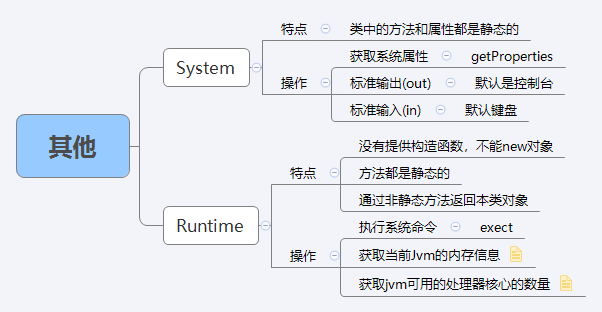 其他
System
特点
类中的方法和属性都是静态的
操作
获取系统属性
getProperties
标准输出(out)
默认是控制台
标准输入(in)
默认键盘
Runtime
特点
没有提供构造函数，不能new对象
方法都是静态的
通过非静态方法返回本类对象
操作
执行系统命令
exect
获取当前Jvm的内存信息
获取jvm可用的处理器核心的数量